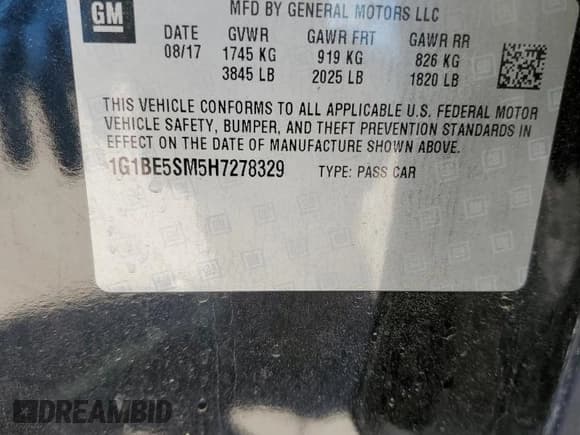 GM
MFD BY GENERAL MOTORS LLC
DATE GVWR GAWR FRT GAWR RR
08/17 1745 KG 919 KG 826 KG
3845 LB 2025 LB 1820 LB
THIS VEHICLE CONFORMS TO ALL APPLICABLE U.S. FEDERAL MOTOR
VEHICLE SAFETY, BUMPER, AND THEFT PREVENTION STANDARDS IN
EFFECT ON THE DATE OF MANUFACTURE SHOWN ABOVE.
1G1BE5SM5H7278329 TYPE: PASS CAR
DREAMBID